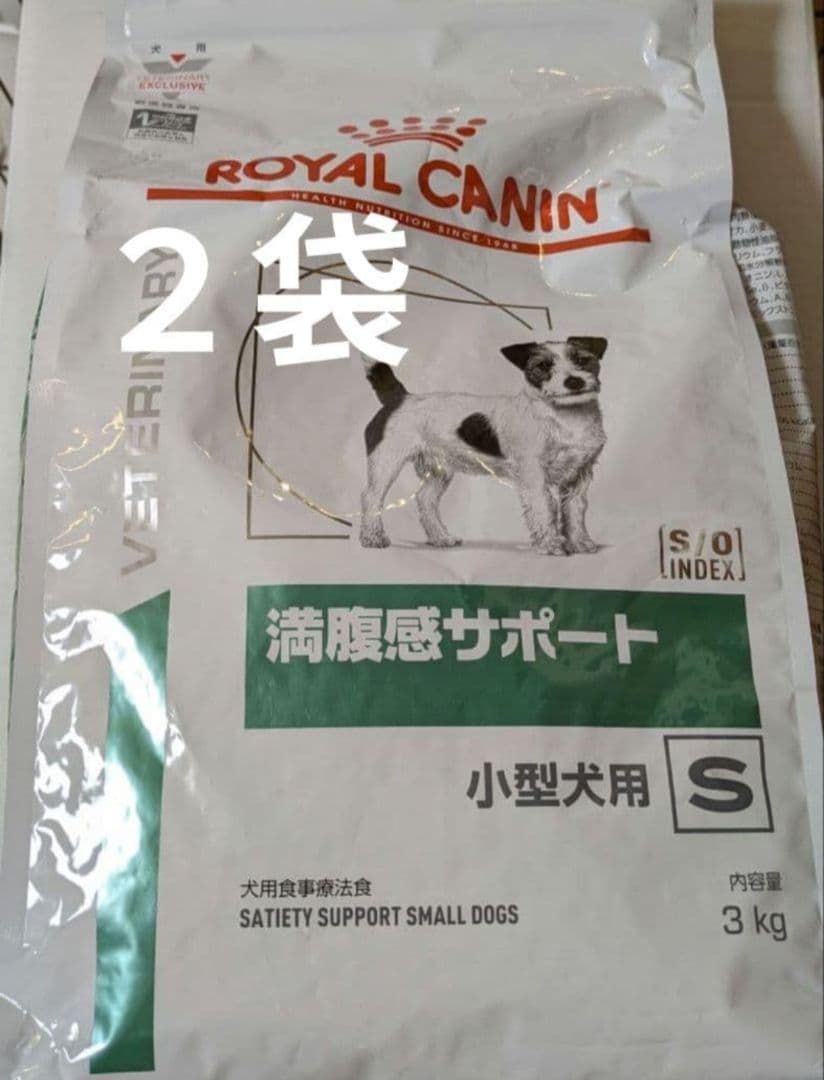 犬 用
VETERINARY
EXCLUSIVE
ROYAL CANIN
HEALTH NUTRITION SINCE 1968
2 袋
VETERINARY
S/O
INDEX
満腹感サポート
小型犬用 S
犬用食事療法食
SATIETY SUPPORT SMALL DOGS
内容量
3 kg